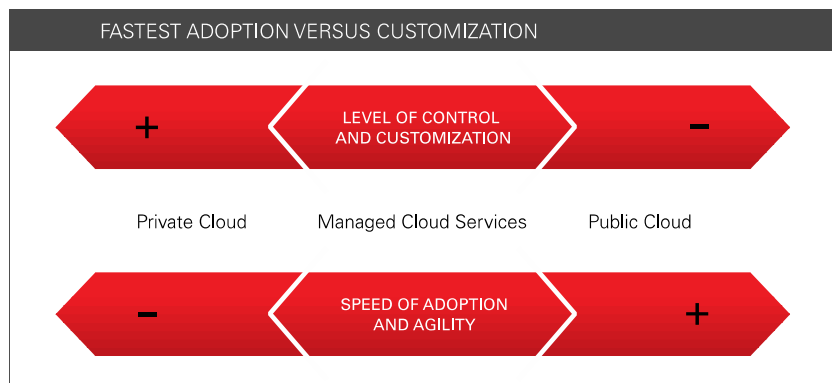 FASTEST ADOPTION VERSUS CUSTOMIZATION
+
LEVEL OF CONTROL
AND CUSTOMIZATION
–
Private Cloud
Managed Cloud Services
Public Cloud
–
SPEED OF ADOPTION
AND AGILITY
+